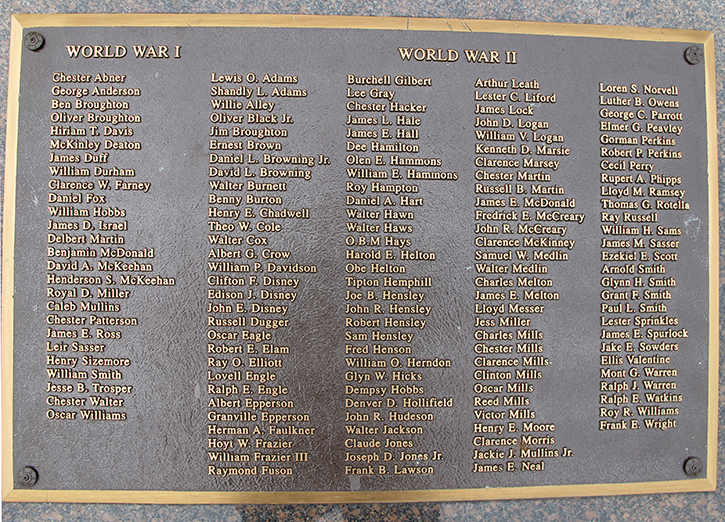 WORLD WAR I
Chester Abner
George Anderson
Ben Broughton
Oliver Broughton
Hiriam T. Davis
McKinley Deaton
James Duff
William Durham
Clarence W. Farney
Daniel Fox
William Hobbs
James D. Israel
Delbert Martin
Benjamin McDonald
David A. McKeehan
Henderson S. McKeehan
Royal D. Miller
Caleb Mullins
Chester Patterson
James E. Ross
Leir Sasser
Henry Sizemore
William Smith
Jesse B. Trosper
Chester Walter
Oscar Williams
WORLD WAR II
Lewis O. Adams
Shandly L. Adams
Willie Alley
Oliver Black Jr.
Jim Broughton
Ernest Brown
Daniel L. Browning Jr.
David L. Browning
Walter Burnett
Benny Burton
Henry E. Chadwell
Theo W. Cole
Walter Cox
Albert G. Crow
William P. Davidson
Clifton F. Disney
Edison J. Disney
John E. Disney
Russell Dugger
Oscar Eagle
Robert E. Elam
Ray O. Elliott
Lovell Engle
Ralph E. Engle
Albert Epperson
Granville Epperson
Herman A. Faulkner
Hoyt W. Frazier
William Frazier III
Raymond Fuson
Burchell Gilbert
Lee Gray
Chester Hacker
James L. Hale
James E. Hall
Dee Hamilton
Olen E. Hammons
William E. Hammons
Roy Hampton
Daniel A. Hart
Walter Hawn
Walter Haws
O.B.M Hays
Harold E. Helton
Obe Helton
Tipton Hemphill
Joe B. Hensley
John R. Hensley
Robert Hensley
Sam Hensley
Fred Henson
William O. Herndon
Glyn W. Hicks
Dempsy Hobbs
Denver D. Hollifield
John R. Hudeson
Walter Jackson
Claude Jones
Joseph D. Jones Jr.
Frank B. Lawson
Arthur Leath
Lester C. Liford
James Lock
John D. Logan
William V. Logan
Kenneth D. Marsie
Clarence Marsey
Chester Martin
Russell B. Martin
James E. McDonald
Fredrick E. McCreary
John R. McCreary
Clarence McKinney
Samuel W. Medlin
Walter Medlin
Charles Melton
James E. Melton
Lloyd Messer
Jess Miller
Charles Mills
Chester Mills
Clarence Mills
Clinton Mills
Oscar Mills
Reed Mills
Victor Mills
Henry E. Moore
Clarence Morris
Jackie J. Mullins Jr.
James E. Neal
Loren S. Norvell
Luther B. Owens
George C. Parrott
Elmer G. Peavley
Gorman Perkins
Robert P. Perkins
Cecil Perry
Rupert A. Phipps
Lloyd M. Ramsey
Thomas G. Rotella
Ray Russell
William H. Sams
James M. Sasser
Ezekiel E. Scott
Arnold Smith
Glynn H. Smith
Grant F. Smith
Paul L. Smith
Lester Sprinkles
James E. Spurlock
Jake E. Sowders
Ellis Valentine
Mont G. Warren
Ralph J. Warren
Ralph E. Watkins
Roy R. Williams
Frank E. Wright